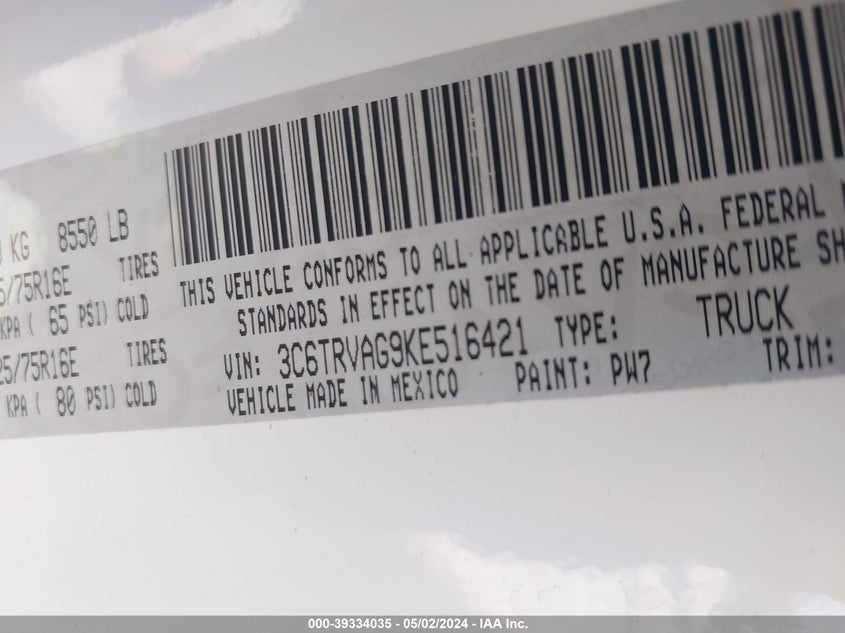 KG 8550 LB
/75R16E TIRES
KPA ( 65 PSI) COLD
25/75R16E TIRES
KPA ( 80 PSI) COLD
THIS VEHICLE CONFORMS TO ALL APPLICABLE U.S.A. FEDERAL
STANDARDS IN EFFECT ON THE DATE OF MANUFACTURE SH
VIN: 3C6TRVAG9KE516421 TYPE: TRUCK
VEHICLE MADE IN MEXICO PAINT: PW7 TRIM:
000-39334035 - 05/02/2024 - IAA Inc.